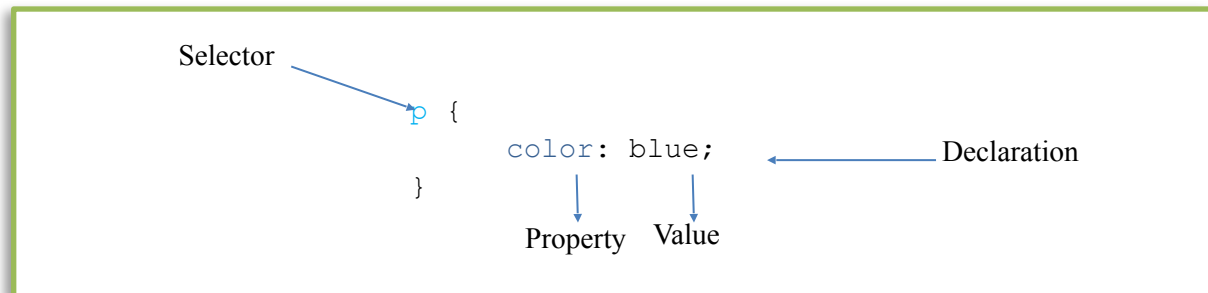 Selector
p {
color: blue;
Declaration
}
Property
Value